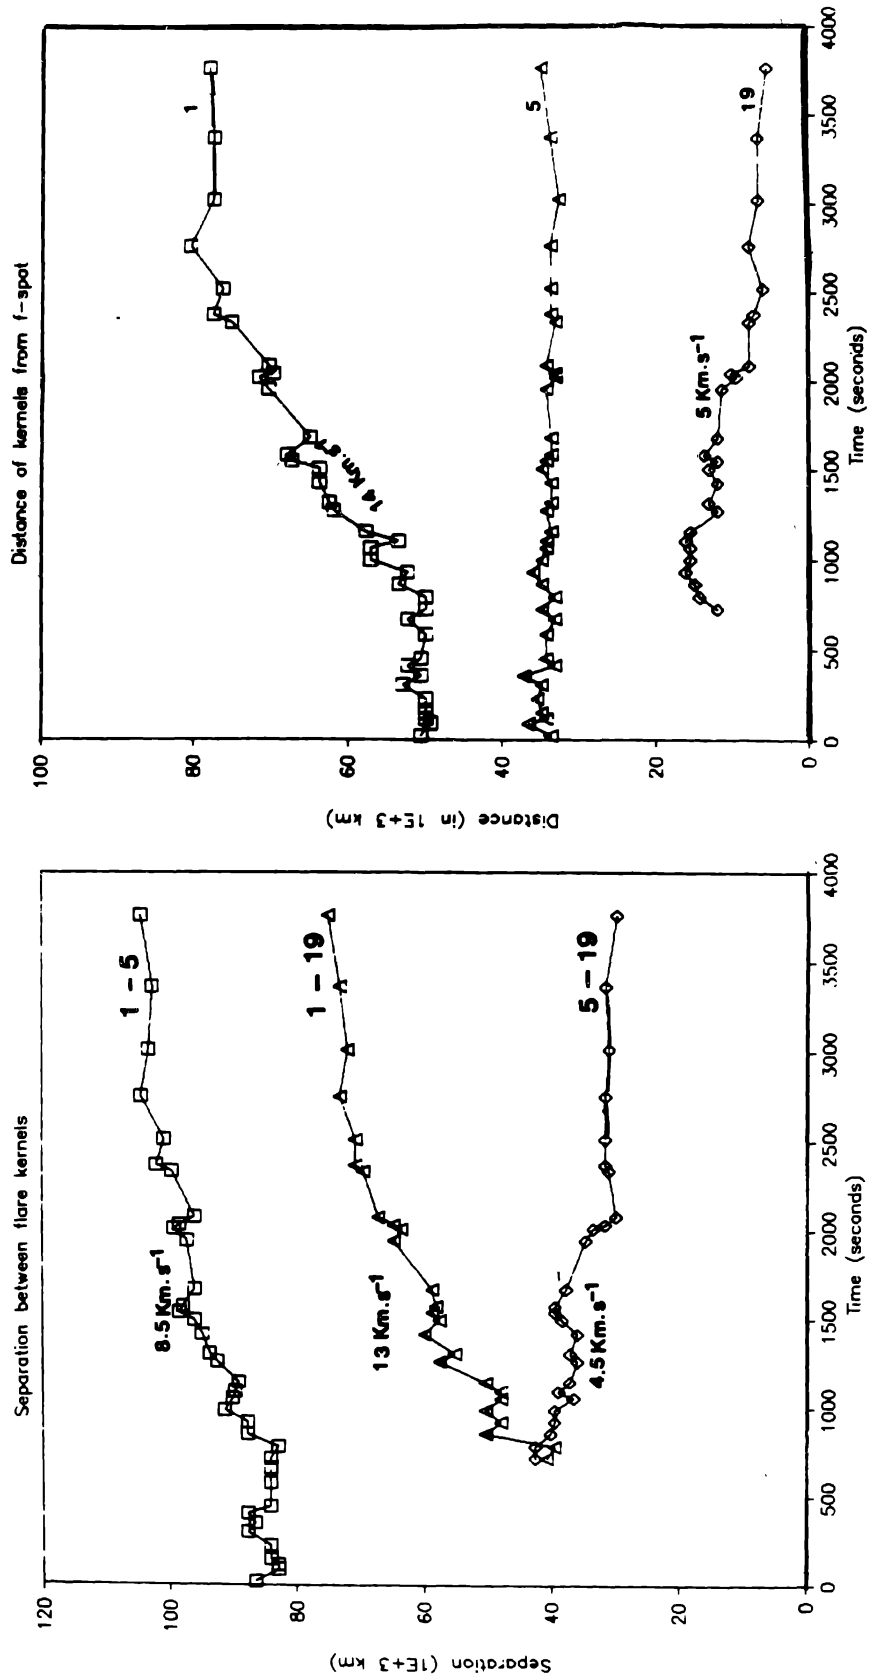 Separation between flare kernels
Separation (1E+3 km)
120
100
80
60
40
20
0
1 – 5
8.5 Km.s-1
1 – 19
13 Km.s-1
5 – 19
4.5 Km.s-1
0
500
1000
1500
2000
2500
3000
3500
4000
Time (seconds)
Distance of kernels from f-spot
Distance (in 1E+3 km)
100
80
60
40
20
0
1
14 Km.s-1
5
19
5 Km.s-1
0
500
1000
1500
2000
2500
3000
3500
4000
Time (seconds)